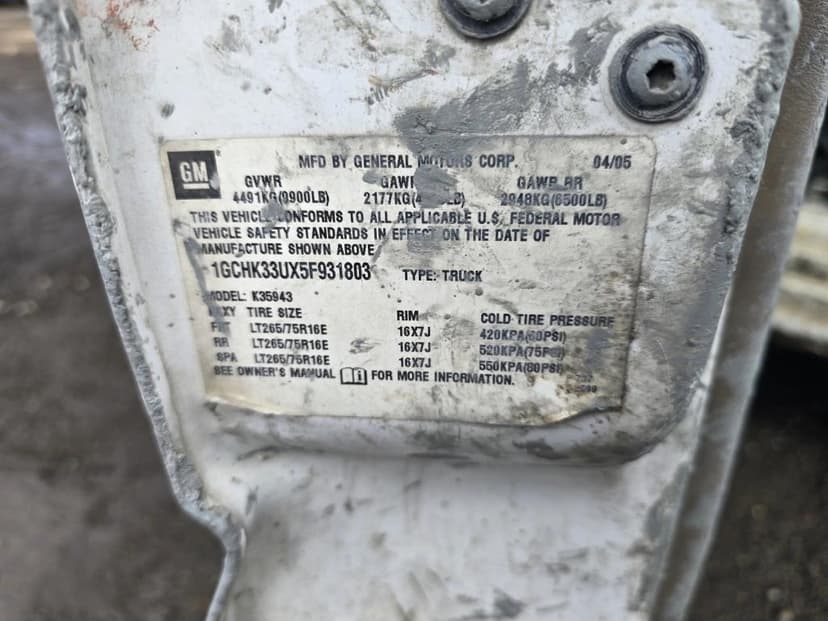 GM
MFD BY GENERAL MOTORS CORP. 04/05
GVWR GAWR RR
4491KG(9900LB) 2177KG( 2948KG(6500LB)
THIS VEHICLE CONFORMS TO ALL APPLICABLE U.S. FEDERAL MOTOR
VEHICLE SAFETY STANDARDS IN EFFECT ON THE DATE OF
MANUFACTURE SHOWN ABOVE
1GCHK33UX5F931803 TYPE: TRUCK
MODEL: K35943
TIRE SIZE RIM COLD TIRE PRESSURE
FRT LT265/75R16E 16X7J 420KPA(60PSI)
RR LT265/75R16E 16X7J 520KPA(75PSI)
SPA LT265/75R16E 16X7J 550KPA(80PSI)
SEE OWNER'S MANUAL FOR MORE INFORMATION.